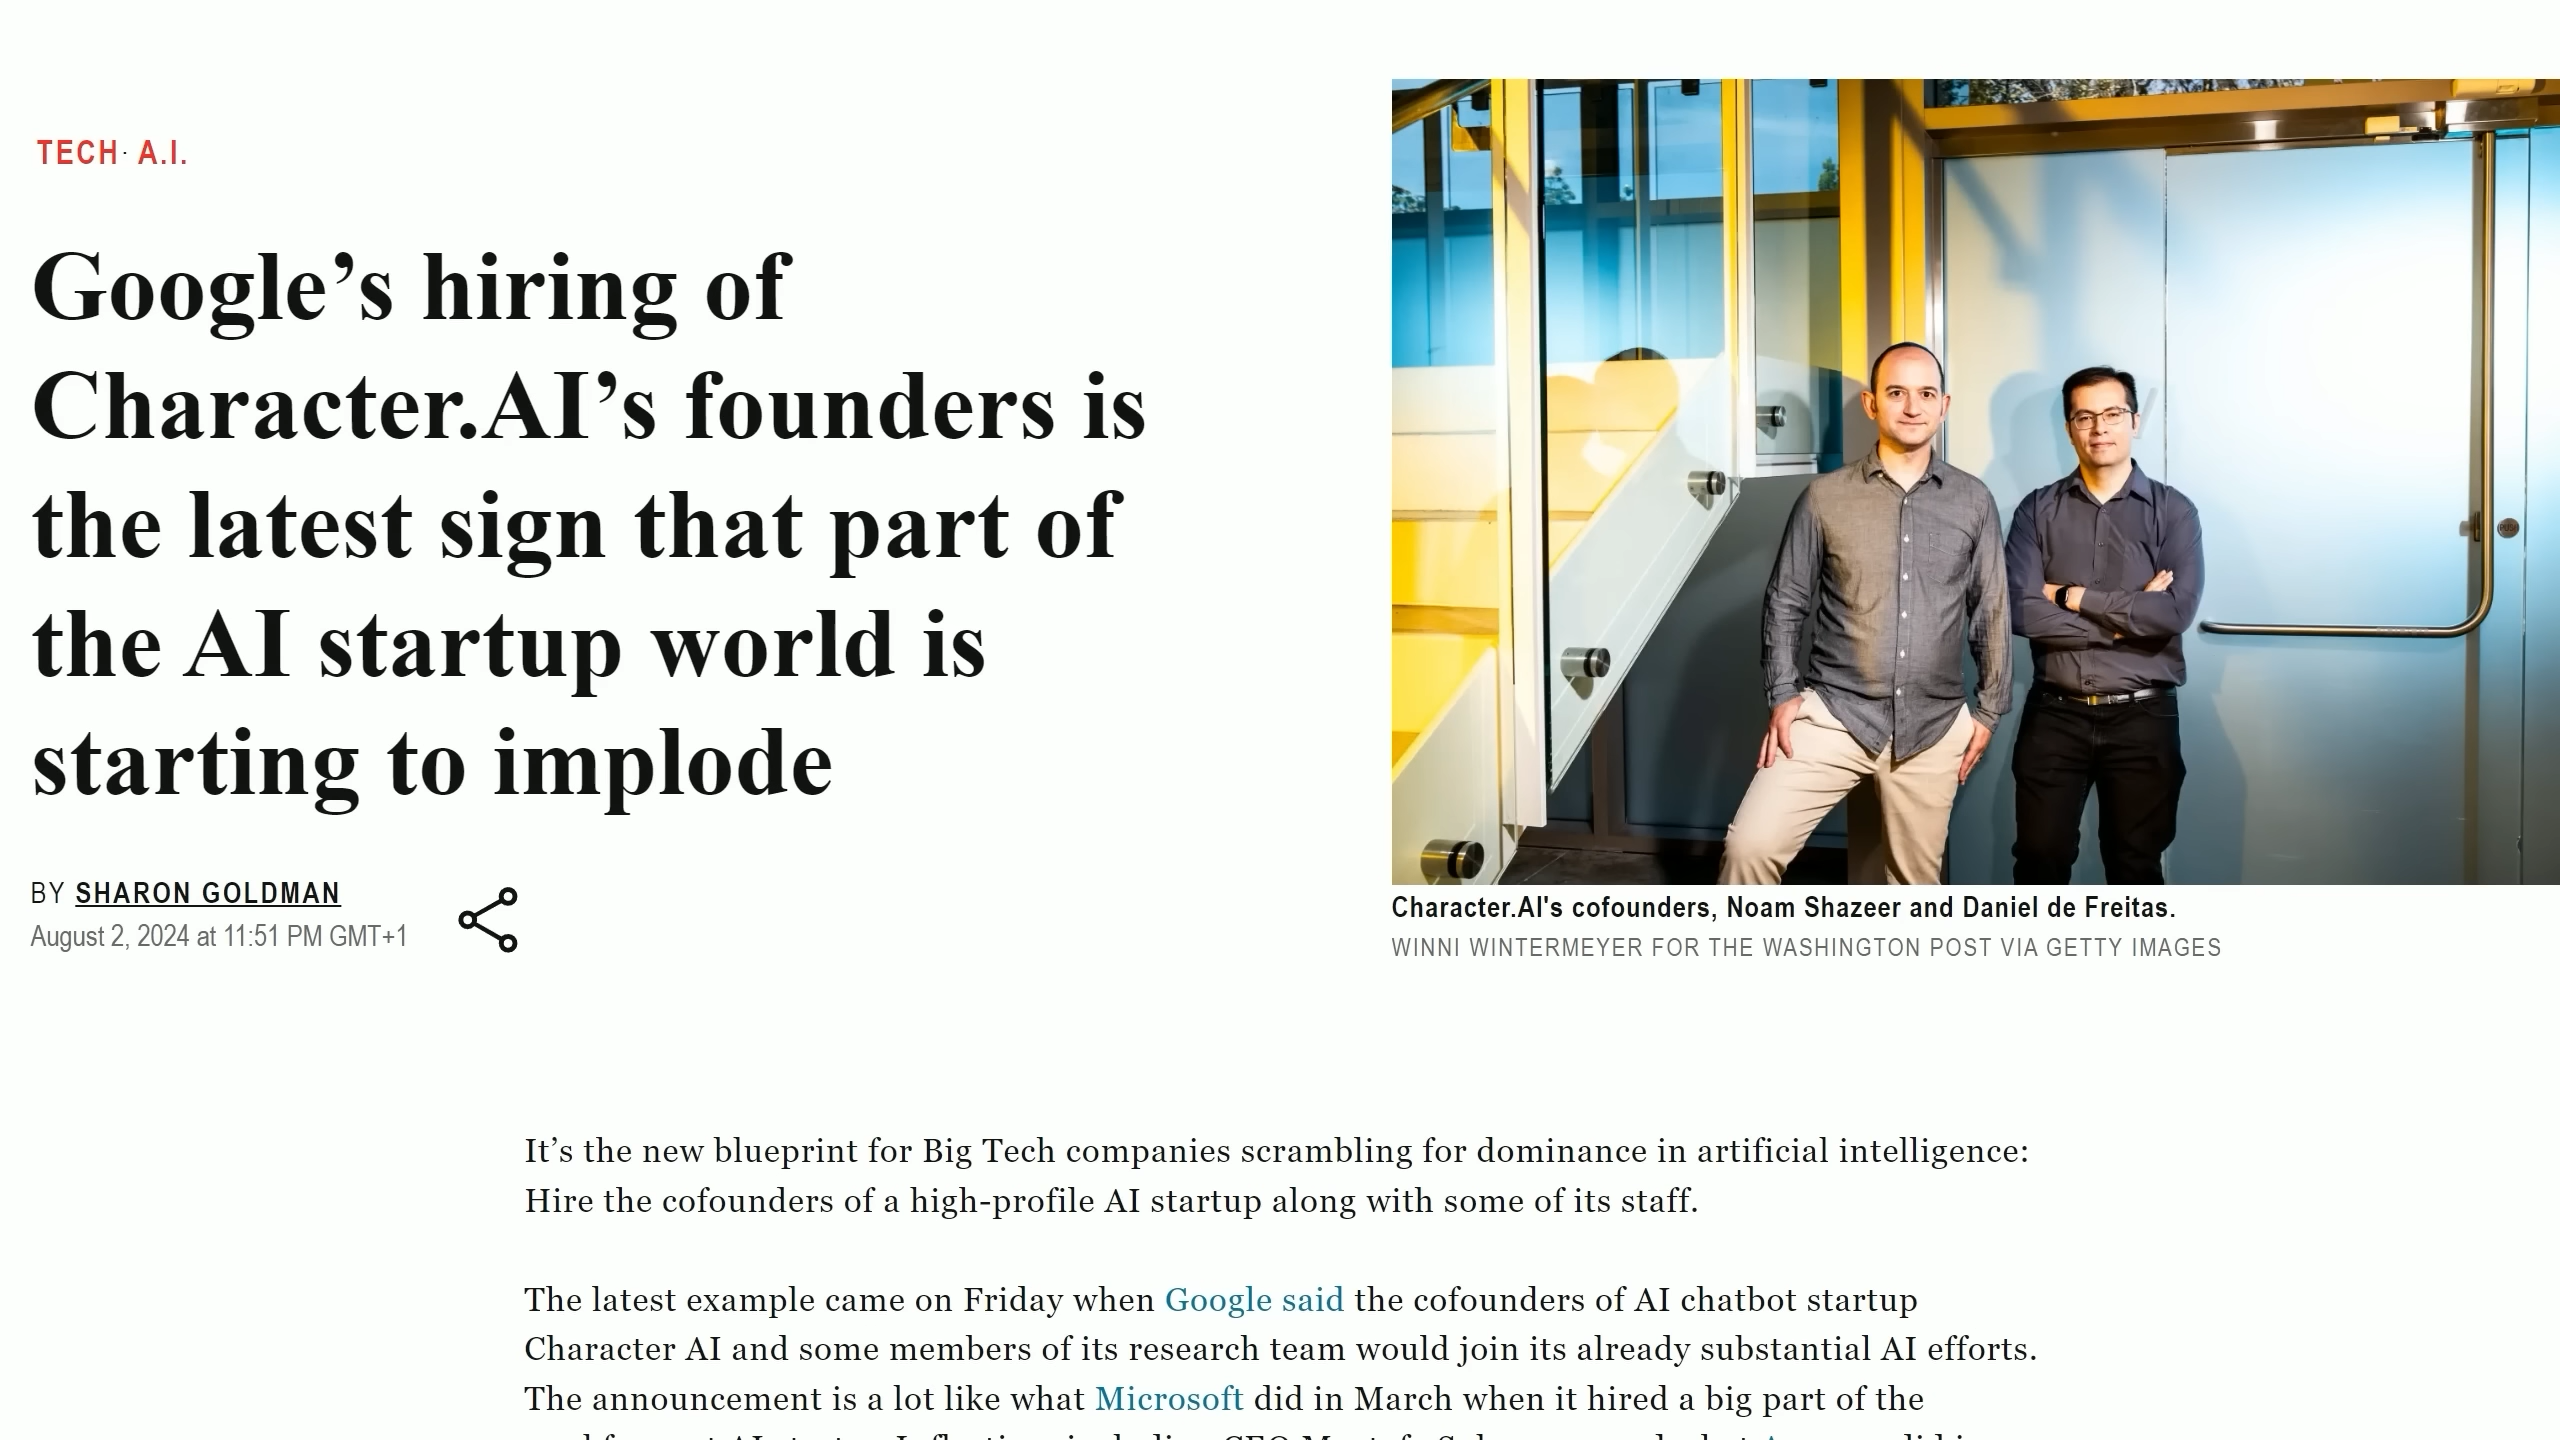 TECH· A.I.
Google’s hiring of
Character.AI’s founders is
the latest sign that part of
the AI startup world is
starting to implode
BY SHARON GOLDMAN
August 2, 2024 at 11:51 PM GMT+1
Character.AI's cofounders, Noam Shazeer and Daniel de Freitas.
WINNI WINTERMEYER FOR THE WASHINGTON POST VIA GETTY IMAGES
It’s the new blueprint for Big Tech companies scrambling for dominance in artificial intelligence:
Hire the cofounders of a high-profile AI startup along with some of its staff.
The latest example came on Friday when Google said the cofounders of AI chatbot startup
Character AI and some members of its research team would join its already substantial AI efforts.
The announcement is a lot like what Microsoft did in March when it hired a big part of the